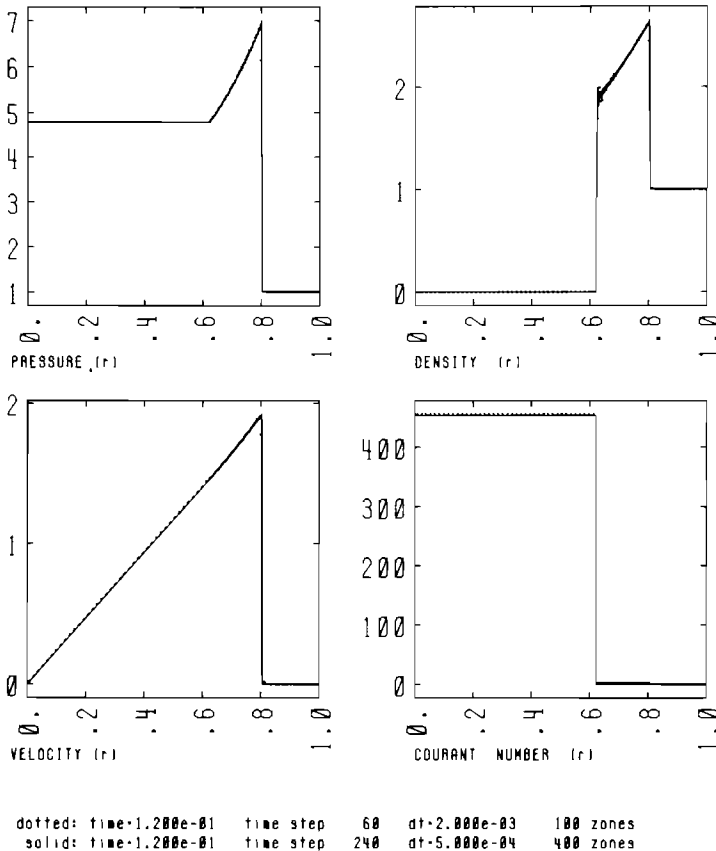 7
6
5
4
3
2
1
0. .2 .4 .6 .8 1.0
PRESSURE (r)
2
1
0
0. .2 .4 .6 .8 1.0
DENSITY (r)
2
1
0
0. .2 .4 .6 .8 1.0
VELOCITY (r)
400
300
200
100
0
0. .2 .4 .6 .8 1.0
COURANT NUMBER (r)
dotted: time=1.200e-01 time step 60 dt=2.000e-03 100 zones
solid: time=1.200e-01 time step 240 dt=5.000e-04 400 zones